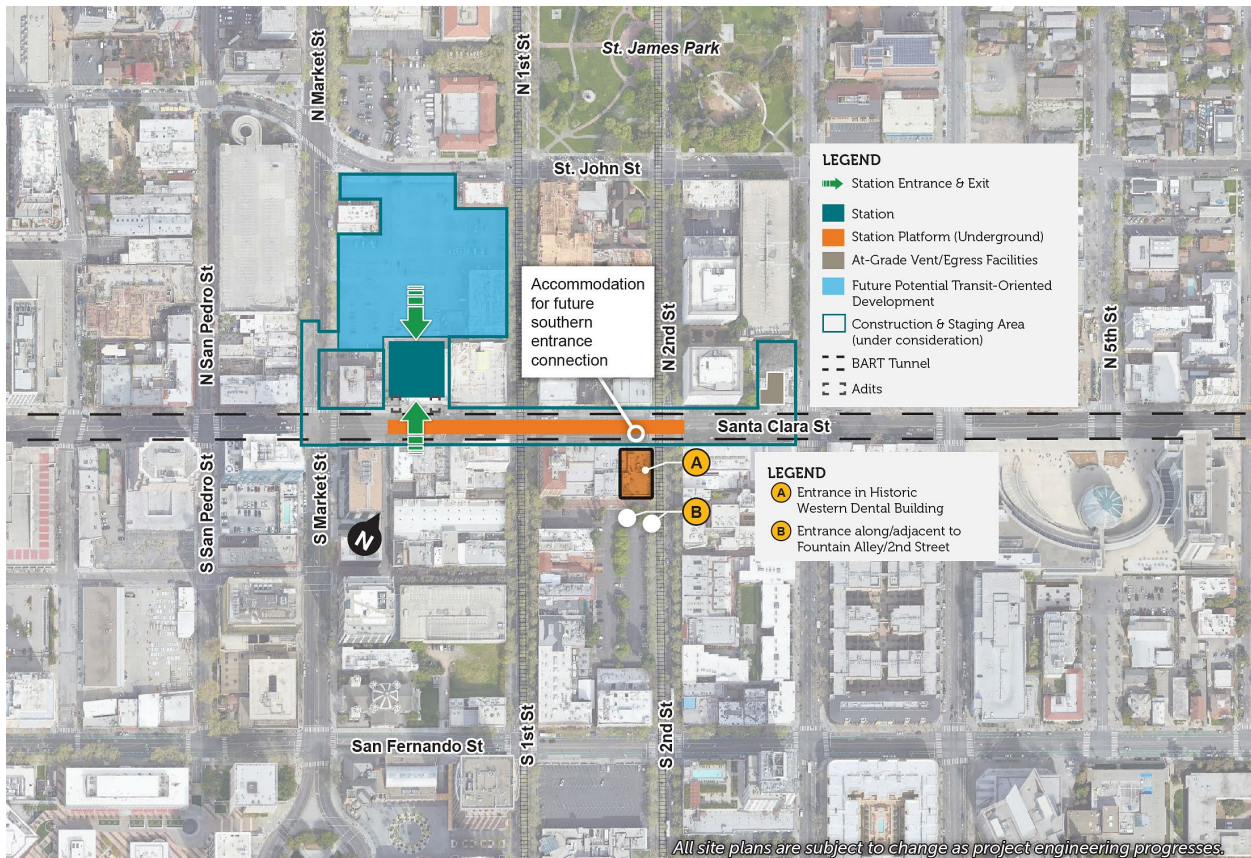 N Market St
N 1st St
St. James Park
St. John St
N San Pedro St
N 2nd St
N 5th St
LEGEND
Station Entrance & Exit
Station
Station Platform (Underground)
At-Grade Vent/Egress Facilities
Future Potential Transit-Oriented
Development
Construction & Staging Area
(under consideration)
BART Tunnel
Adits
Accommodation
for future
southern
entrance
connection
Santa Clara St
S San Pedro St
S Market St
N
A
B
LEGEND
A Entrance in Historic
Western Dental Building
B Entrance along/adjacent to
Fountain Alley/2nd Street
S 1st St
S 2nd St
San Fernando St
All site plans are subject to change as project engineering progresses.